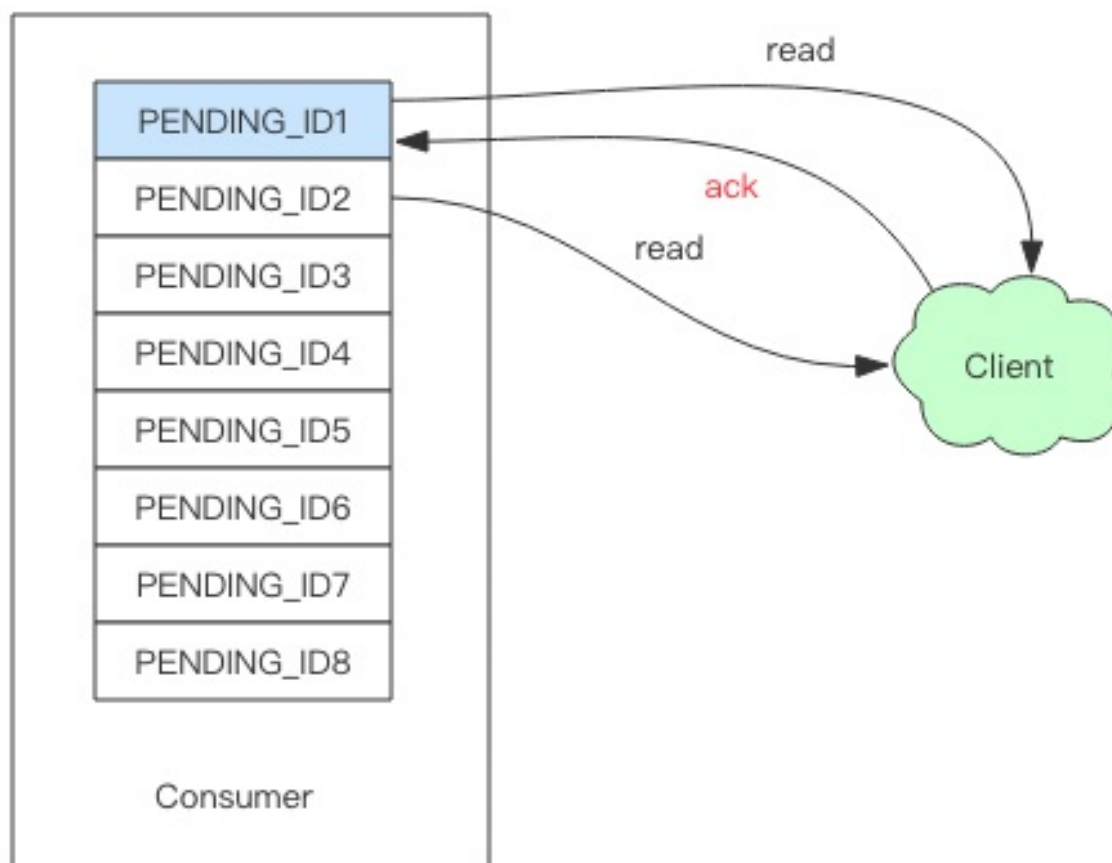 read
PENDING_ID1
PENDING_ID2
ack
read
PENDING_ID3
PENDING_ID4
Client
PENDING_ID5
PENDING_ID6
PENDING_ID7
PENDING_ID8
Consumer